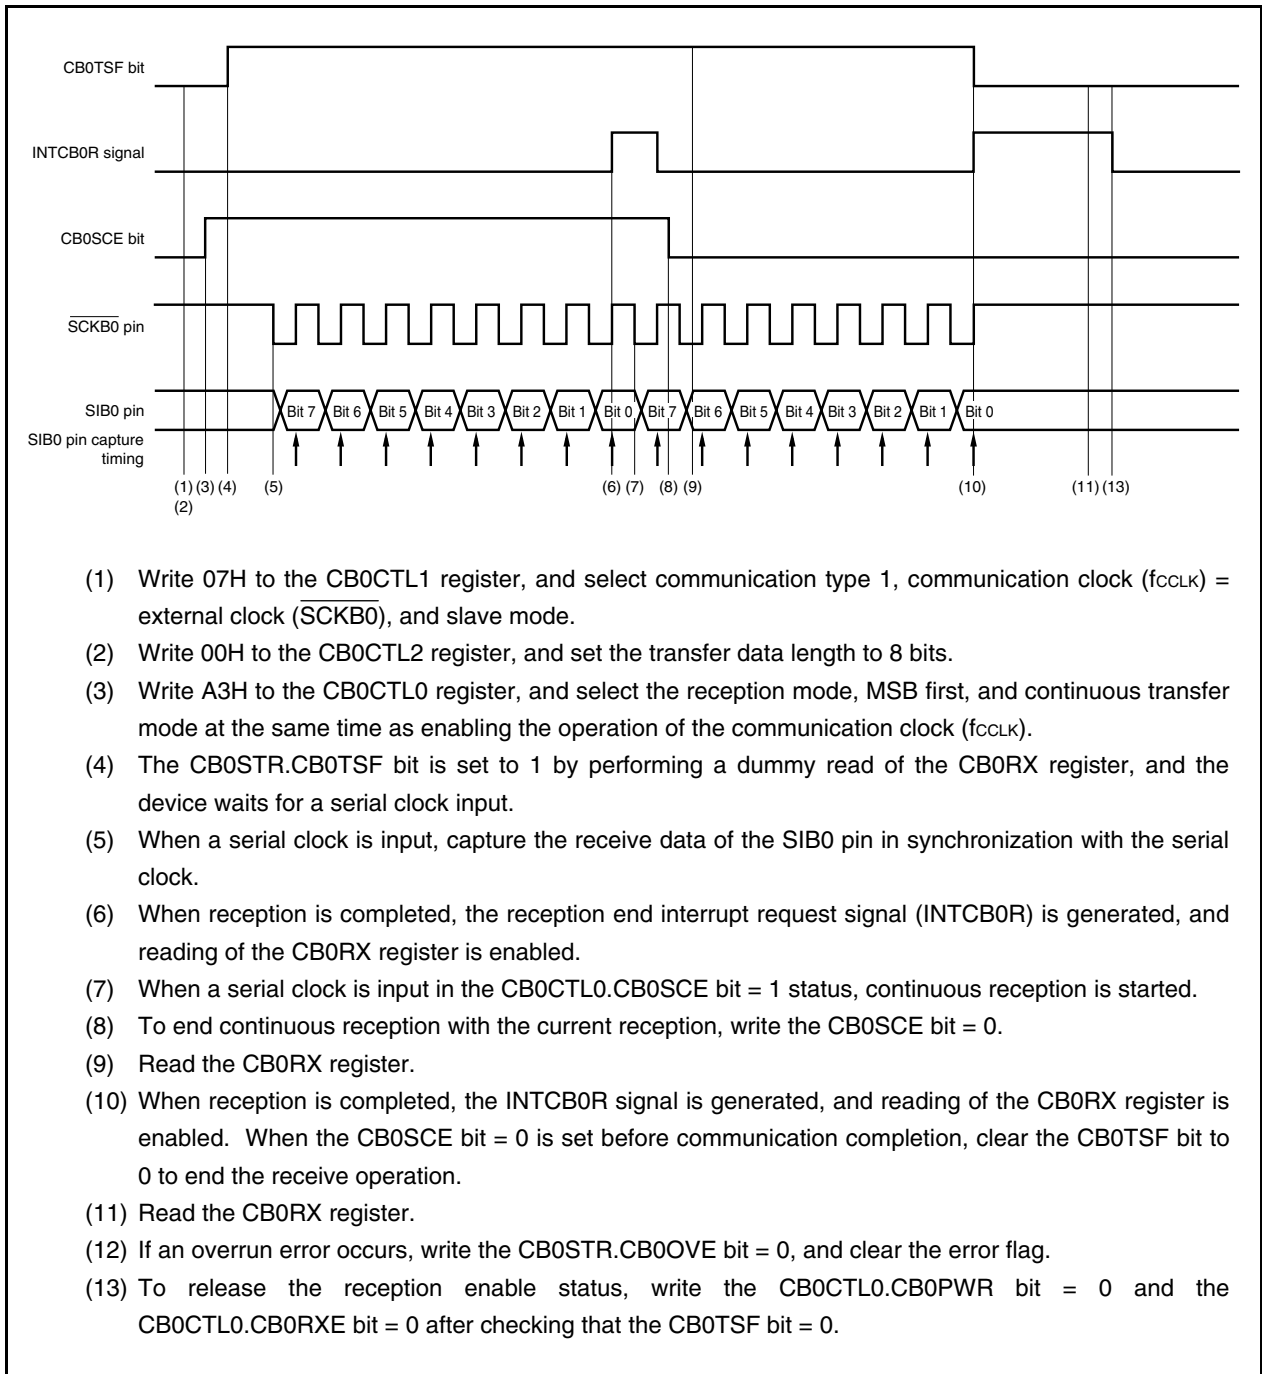 CB0TSF bit
INTCB0R signal
CB0SCE bit
SCKB0 pin
SIB0 pin
Bit 7 Bit 6 Bit 5 Bit 4 Bit 3 Bit 2 Bit 1 Bit 0 Bit 7 Bit 6 Bit 5 Bit 4 Bit 3 Bit 2 Bit 1 Bit 0
SIB0 pin capture
timing
(1) (3) (4) (5) (6) (7) (8) (9) (10) (11) (13)
(2)
(1) Write 07H to the CB0CTL1 register, and select communication type 1, communication clock (fCCLK) =
external clock (SCKB0), and slave mode.
(2) Write 00H to the CB0CTL2 register, and set the transfer data length to 8 bits.
(3) Write A3H to the CB0CTL0 register, and select the reception mode, MSB first, and continuous transfer
mode at the same time as enabling the operation of the communication clock (fCCLK).
(4) The CB0STR.CB0TSF bit is set to 1 by performing a dummy read of the CB0RX register, and the
device waits for a serial clock input.
(5) When a serial clock is input, capture the receive data of the SIB0 pin in synchronization with the serial
clock.
(6) When reception is completed, the reception end interrupt request signal (INTCB0R) is generated, and
reading of the CB0RX register is enabled.
(7) When a serial clock is input in the CB0CTL0.CB0SCE bit = 1 status, continuous reception is started.
(8) To end continuous reception with the current reception, write the CB0SCE bit = 0.
(9) Read the CB0RX register.
(10) When reception is completed, the INTCB0R signal is generated, and reading of the CB0RX register is
enabled. When the CB0SCE bit = 0 is set before communication completion, clear the CB0TSF bit to
0 to end the receive operation.
(11) Read the CB0RX register.
(12) If an overrun error occurs, write the CB0STR.CB0OVE bit = 0, and clear the error flag.
(13) To release the reception enable status, write the CB0CTL0.CB0PWR bit = 0 and the
CB0CTL0.CB0RXE bit = 0 after checking that the CB0TSF bit = 0.